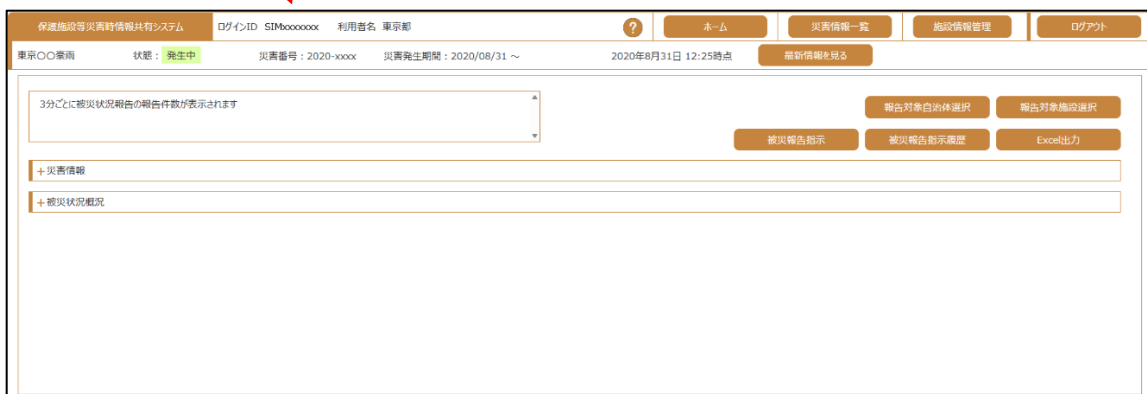 保護施設等災害時情報共有システム ログインID SIMxxxxxxx 利用者名 東京都 ? ホーム 災害情報一覧 施設情報管理 ログアウト
東京〇〇豪雨 状態： 発生中 災害番号：2020-xxxx 災害発生期間：2020/08/31 ～ 2020年8月31日 12:25時点 最新情報を見る
3分ごとに被災状況報告の報告件数が表示されます
報告対象自治体選択 報告対象施設選択
被災報告指示 被災報告指示履歴 Excel出力
+災害情報
+被災状況概況